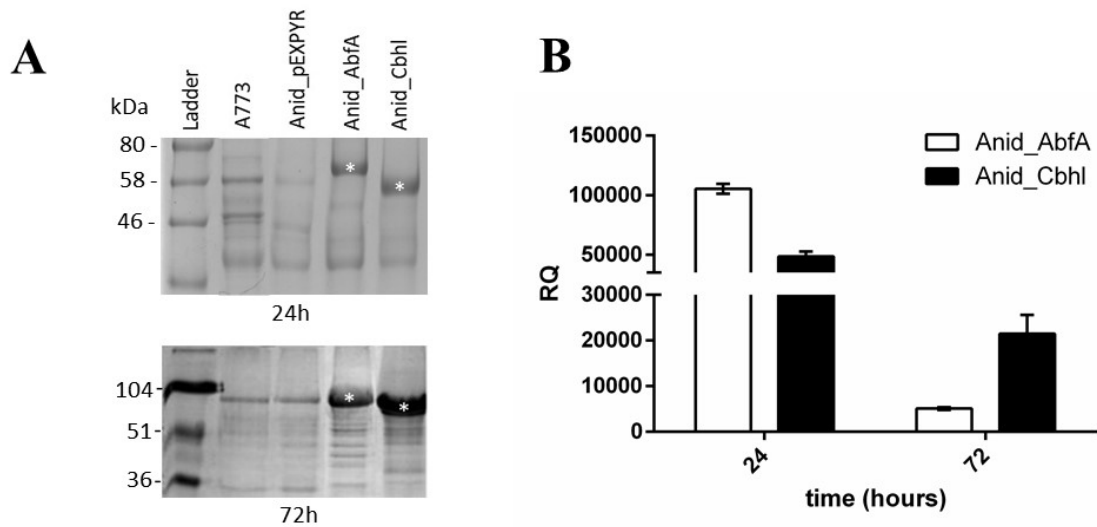 A
kDa
Ladder
A773
Anid_pEXPYR
Anid_AbfA
Anid_CbhI
80 -
58 -
46 -
*
*
24h
104 -
51 -
36 -
*
*
72h
B
RQ
150000
100000
50000
30000
20000
10000
0
Anid_AbfA
Anid_CbhI
24
72
time (hours)